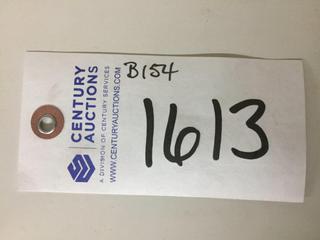 CENTURY
AUCTIONS
A DIVISION OF CENTURY SERVICES
WWW.CENTURYAUCTIONS.COM
B154
1613